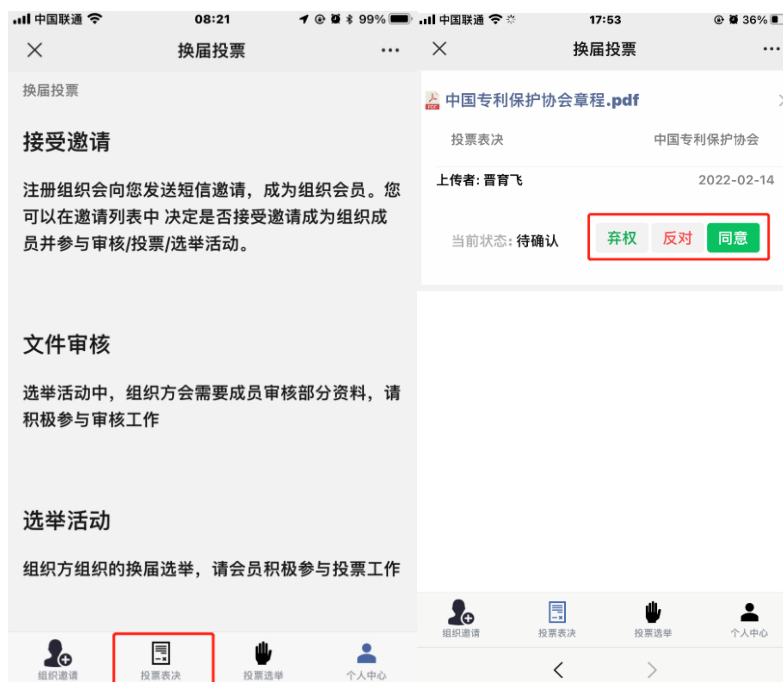 中国联通
08:21
99%
换届投票
换届投票
接受邀请
注册组织会向您发送短信邀请，成为组织会员。您
可以在邀请列表中 决定是否接受邀请成为组织成
员并参与审核/投票/选举活动。
文件审核
选举活动中，组织方会需要成员审核部分资料，请
积极参与审核工作
选举活动
组织方组织的换届选举，请会员积极参与投票工作
组织邀请
投票表决
投票选举
个人中心
中国联通
17:53
36%
换届投票
PDF
中国专利保护协会章程.pdf
投票表决
中国专利保护协会
上传者: 晋育飞
2022-02-14
当前状态: 待确认
弃权
反对
同意
组织邀请
投票表决
投票选举
个人中心